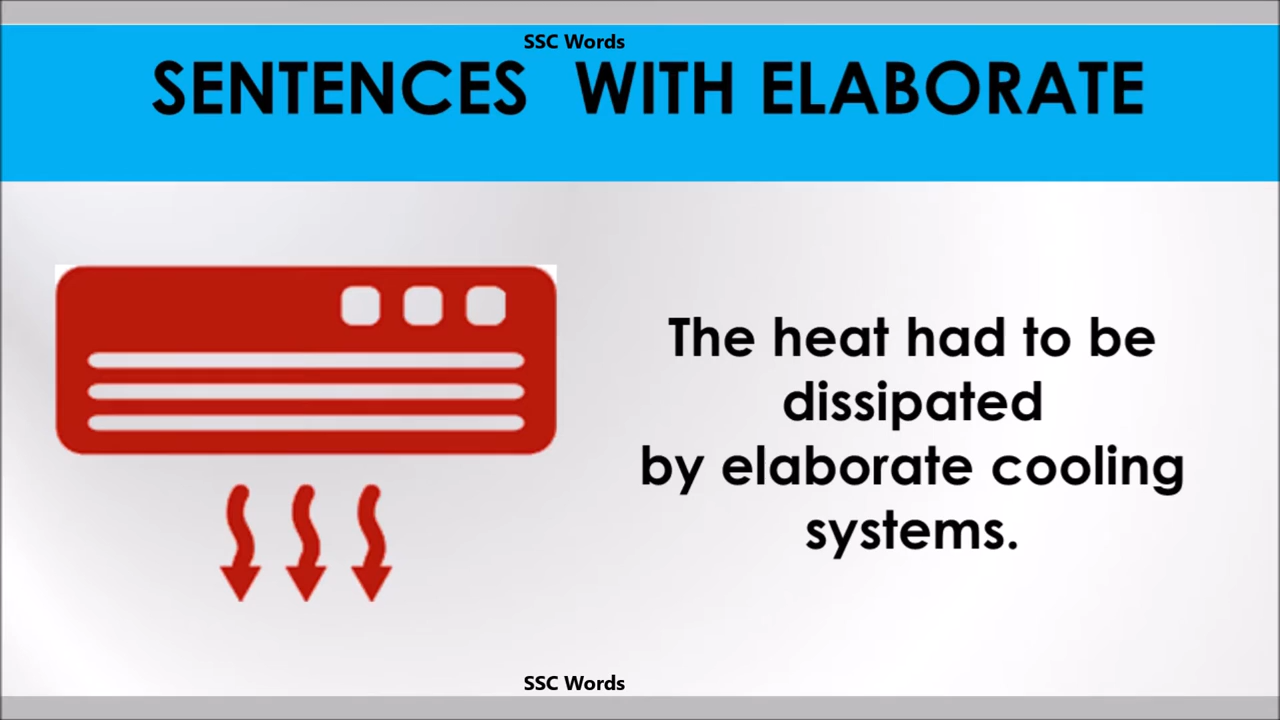 SSC Words
SENTENCES WITH ELABORATE
The heat had to be
dissipated
by elaborate cooling
systems.
SSC Words